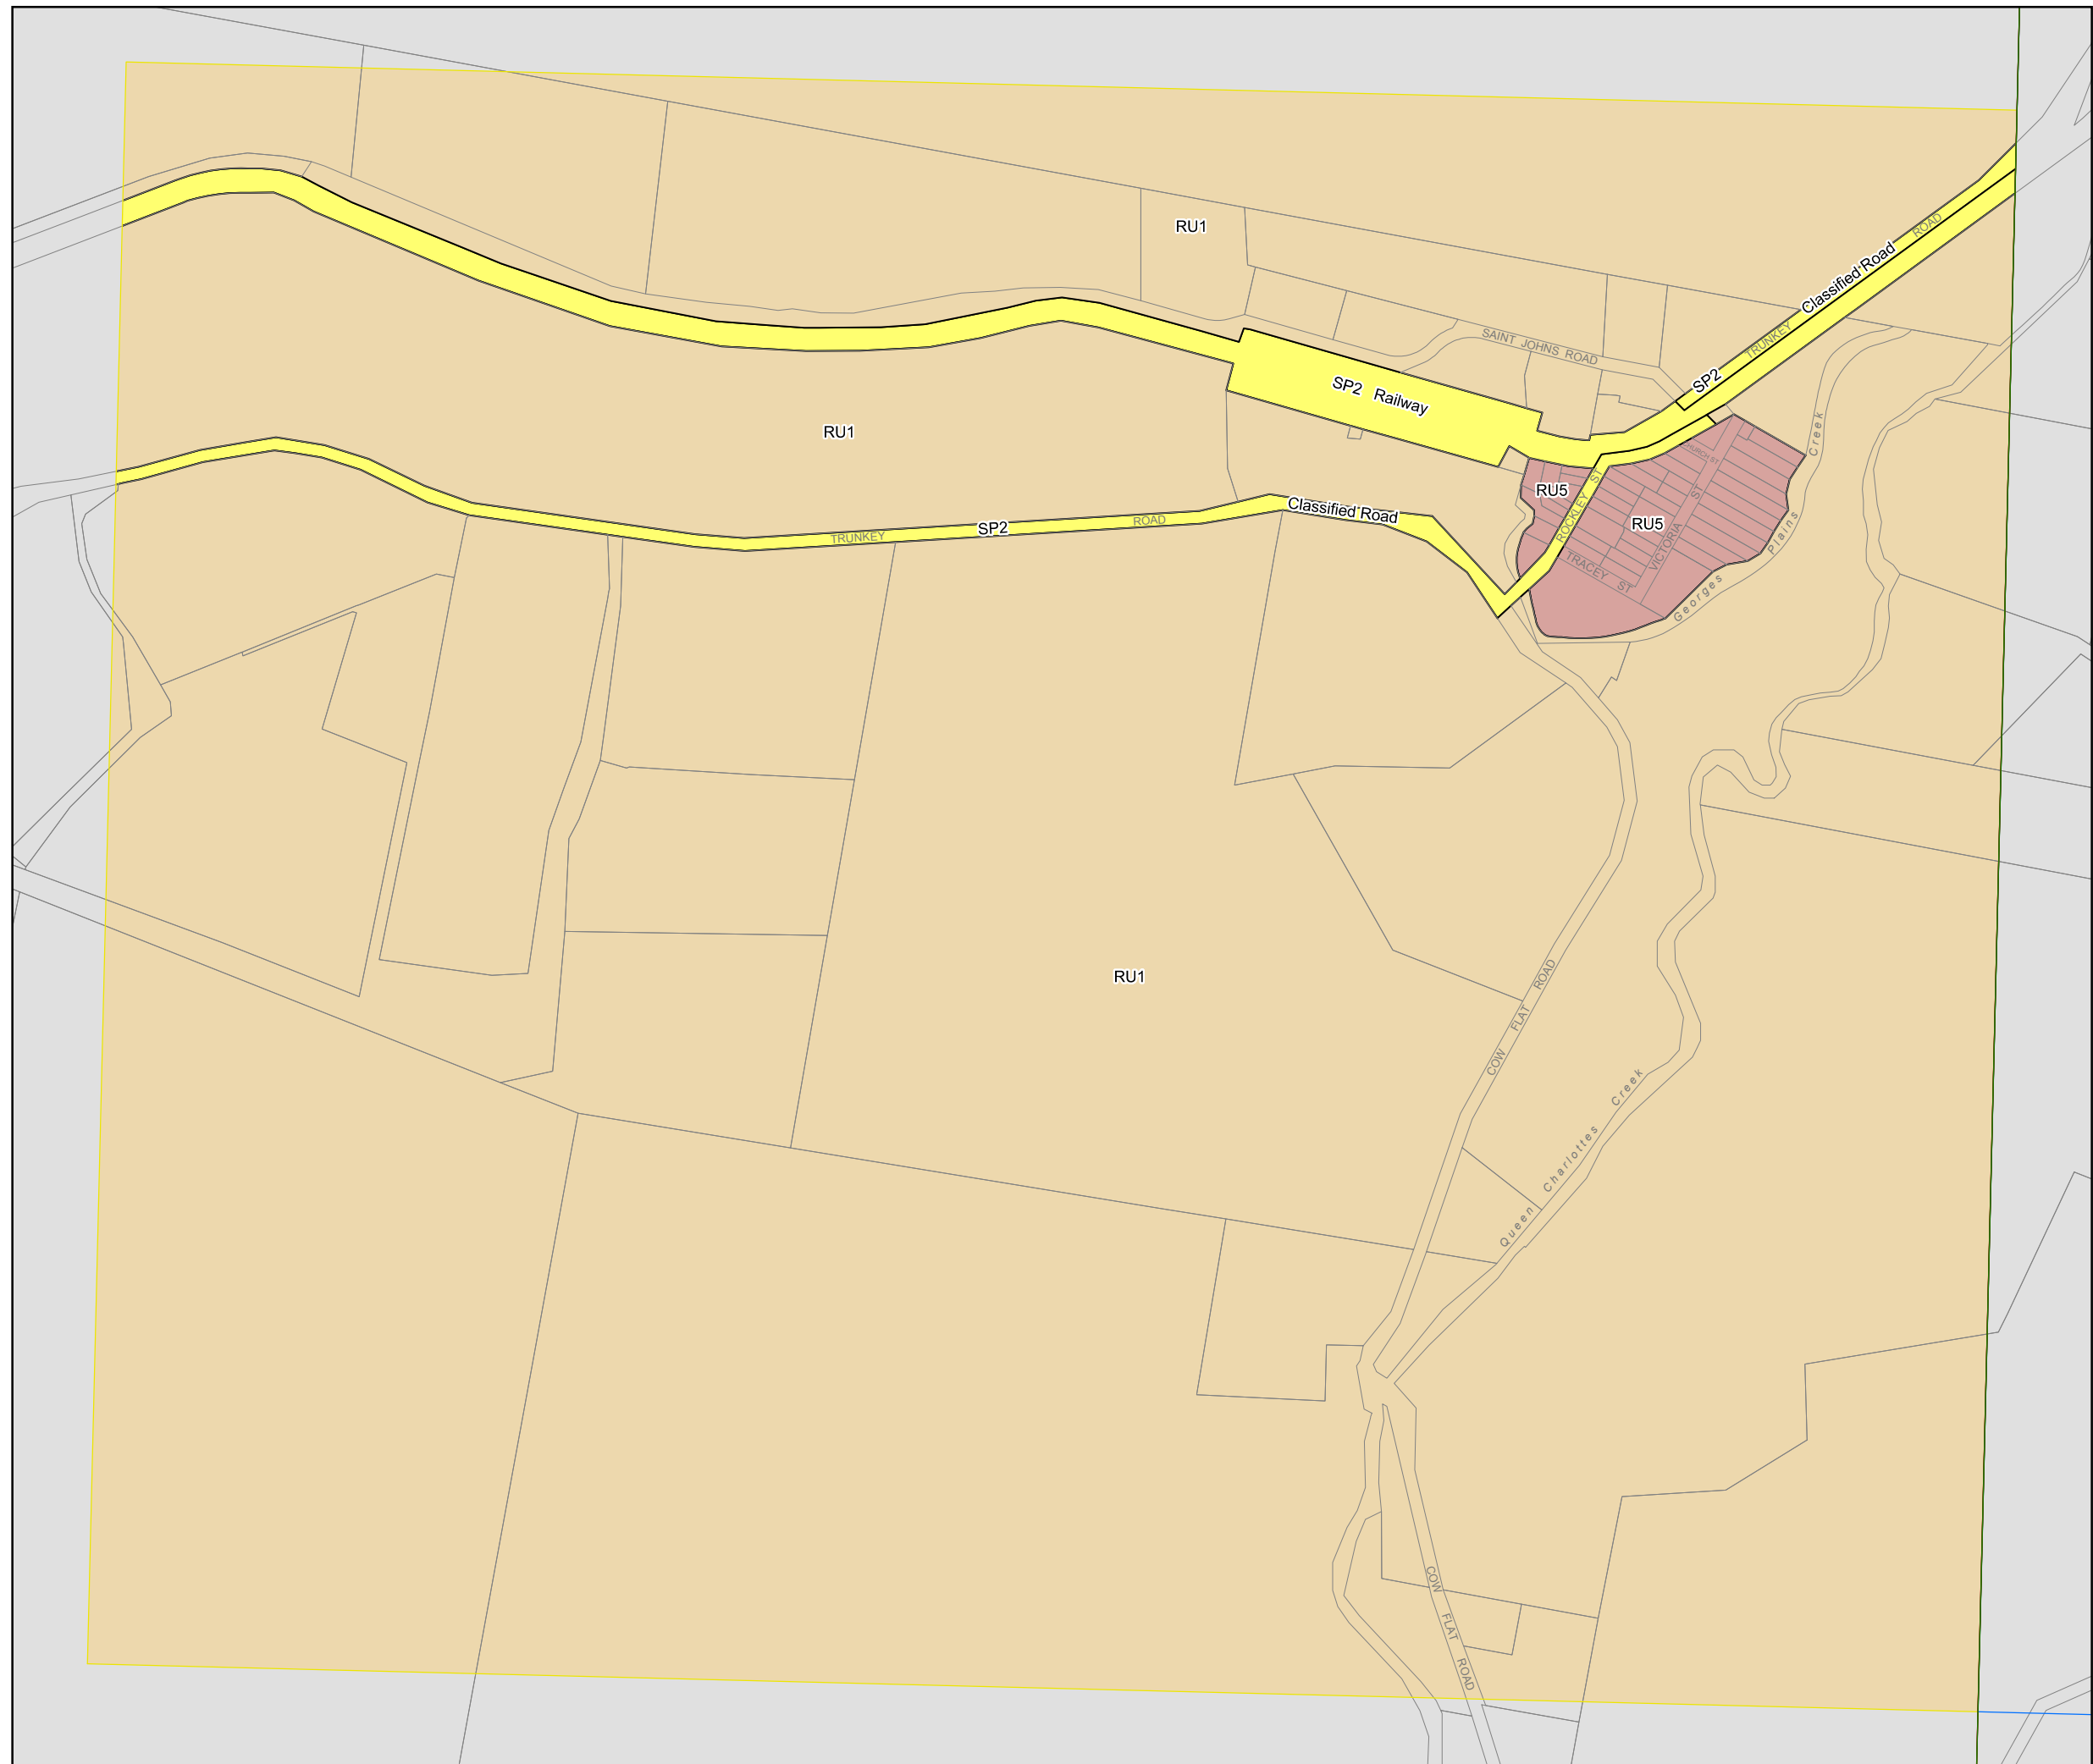 RU1
Classified Road
ROAD
TRUNKEY
SP2
SAINT JOHNS ROAD
SP2 Railway
RU1
Creek
CHURCH ST
RU5
ROCKLEY ST
RU5
VICTORIA ST
TRACEY ST
Georges Plains
Classified Road
SP2
TRUNKEY ROAD
RU1
COW FLAT ROAD
Queen Charlottes Creek
COW FLAT ROAD